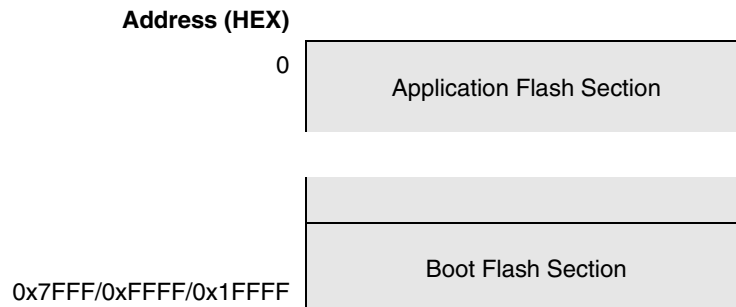 Address (HEX)
0
Application Flash Section
Boot Flash Section
0x7FFF/0xFFFF/0x1FFFF